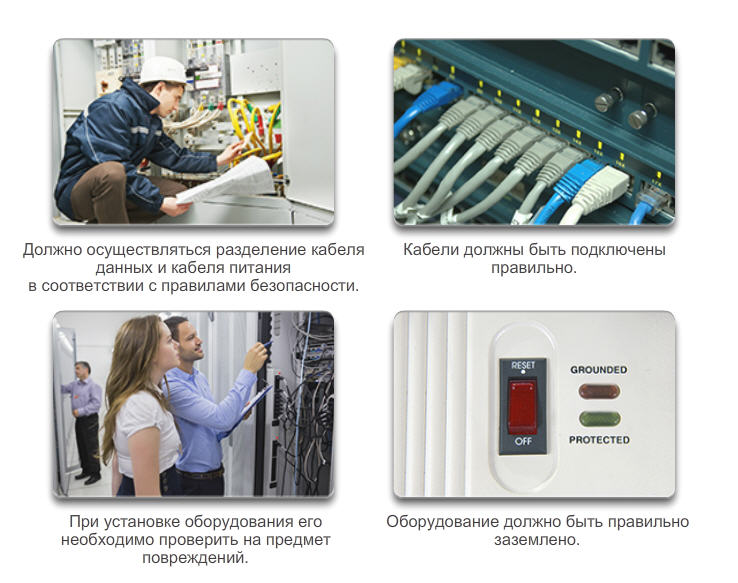 Должно осуществляться разделение кабеля
данных и кабеля питания
в соответствии с правилами безопасности.
Кабели должны быть подключены
правильно.
RESET
OFF
GROUNDED
PROTECTED
При установке оборудования его
необходимо проверить на предмет
повреждений.
Оборудование должно быть правильно
заземлено.